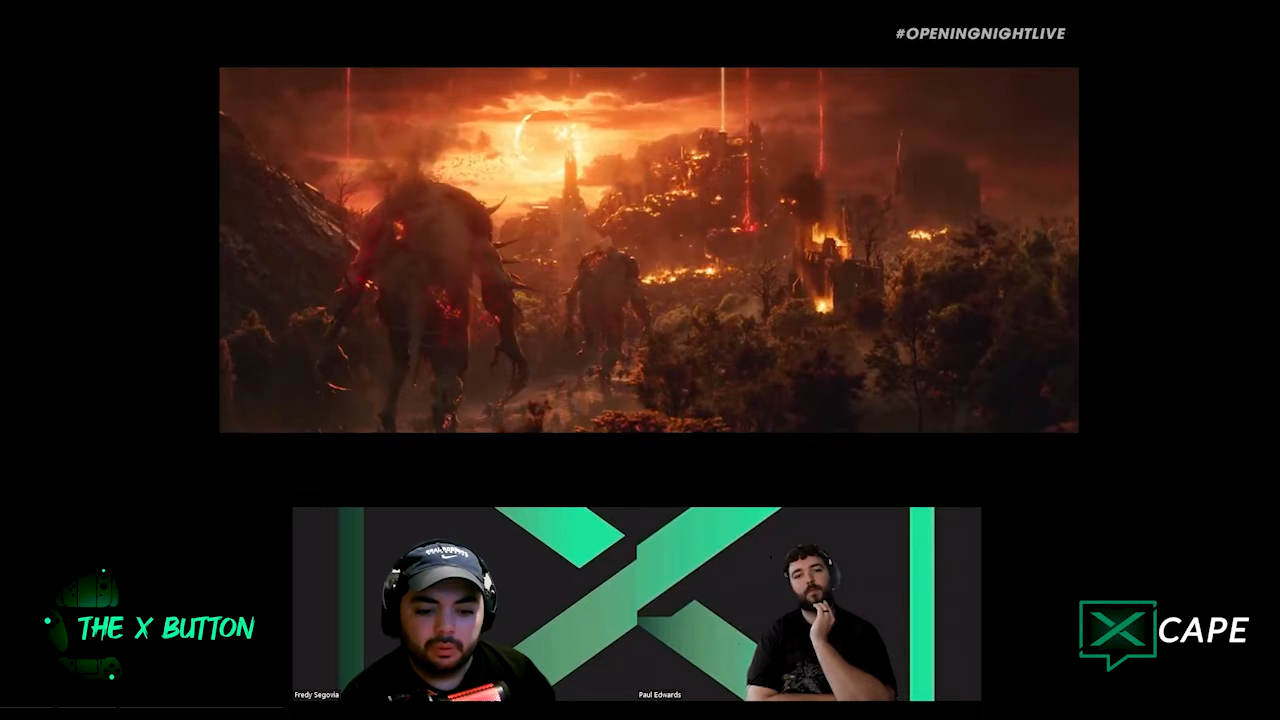 #OPENINGNIGHTLIVE
THE X BUTTON
CAPE
Fredy Segovia
Paul Edwards